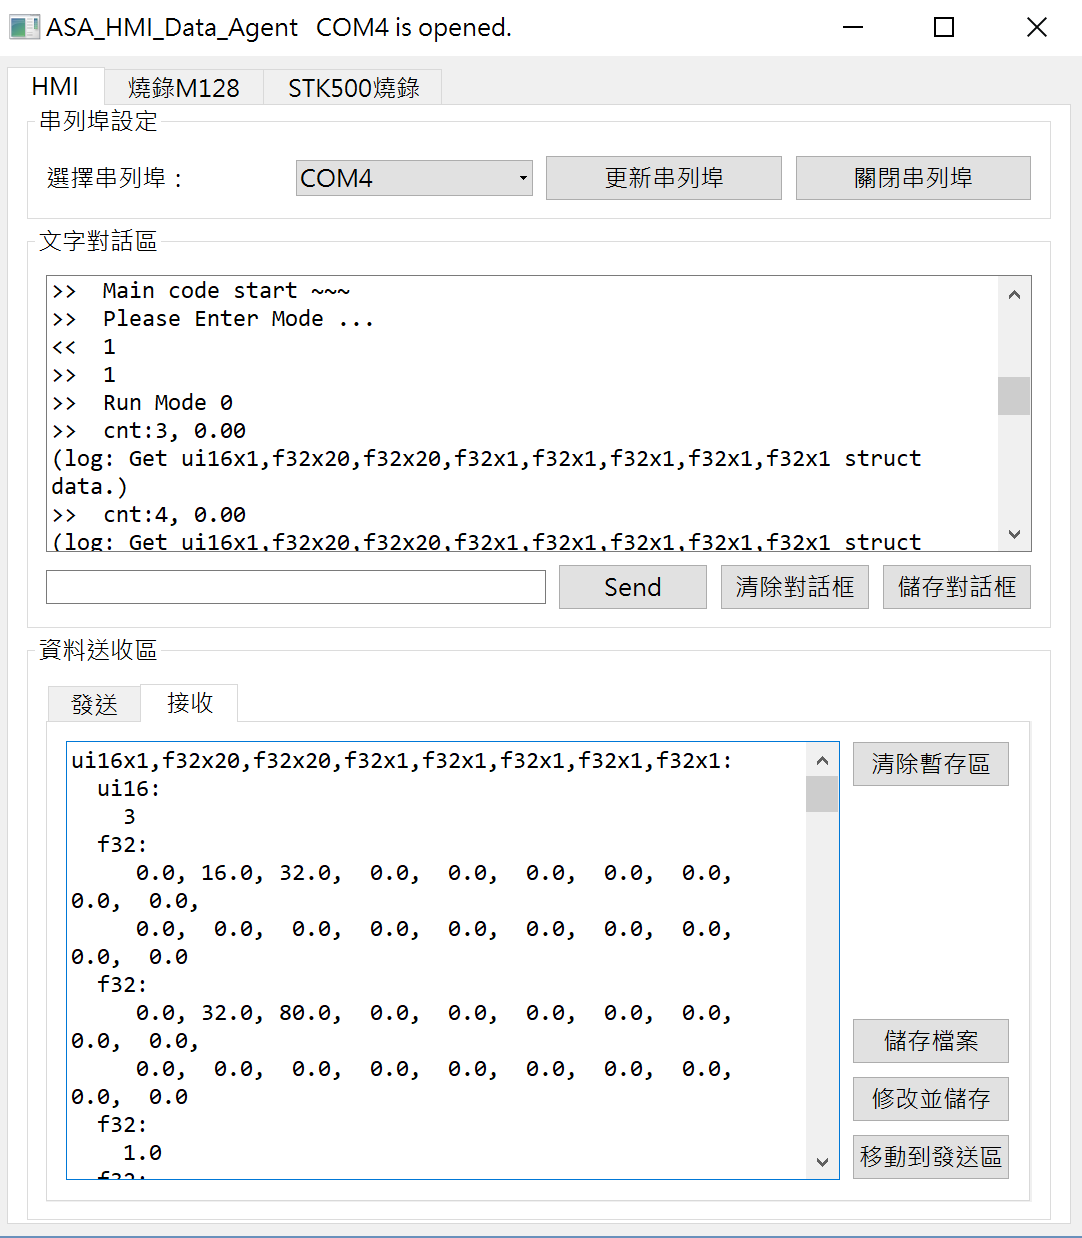 ASA_HMI_Data_Agent   COM4 is opened.
HMI 燒錄M128 STK500燒錄
串列埠設定
選擇串列埠： COM4 更新串列埠 關閉串列埠
文字對話區
>>  Main code start ~~~
>>  Please Enter Mode ...
<<  1
>>  1
>>  Run Mode 0
>>  cnt:3, 0.00
(log: Get ui16x1,f32x20,f32x20,f32x1,f32x1,f32x1,f32x1,f32x1 struct
data.)
>>  cnt:4, 0.00
(log: Get ui16x1,f32x20,f32x20,f32x1,f32x1,f32x1,f32x1,f32x1 struct
Send 清除對話框 儲存對話框
資料送收區
發送 接收
ui16x1,f32x20,f32x20,f32x1,f32x1,f32x1,f32x1,f32x1:
  ui16:
    3
  f32:
     0.0, 16.0, 32.0,  0.0,  0.0,  0.0,  0.0,  0.0,
0.0,  0.0,
     0.0,  0.0,  0.0,  0.0,  0.0,  0.0,  0.0,  0.0,
0.0,  0.0
  f32:
     0.0, 32.0, 80.0,  0.0,  0.0,  0.0,  0.0,  0.0,
0.0,  0.0,
     0.0,  0.0,  0.0,  0.0,  0.0,  0.0,  0.0,  0.0,
0.0,  0.0
  f32:
    1.0
  f32:
清除暫存區
儲存檔案
修改並儲存
移動到發送區